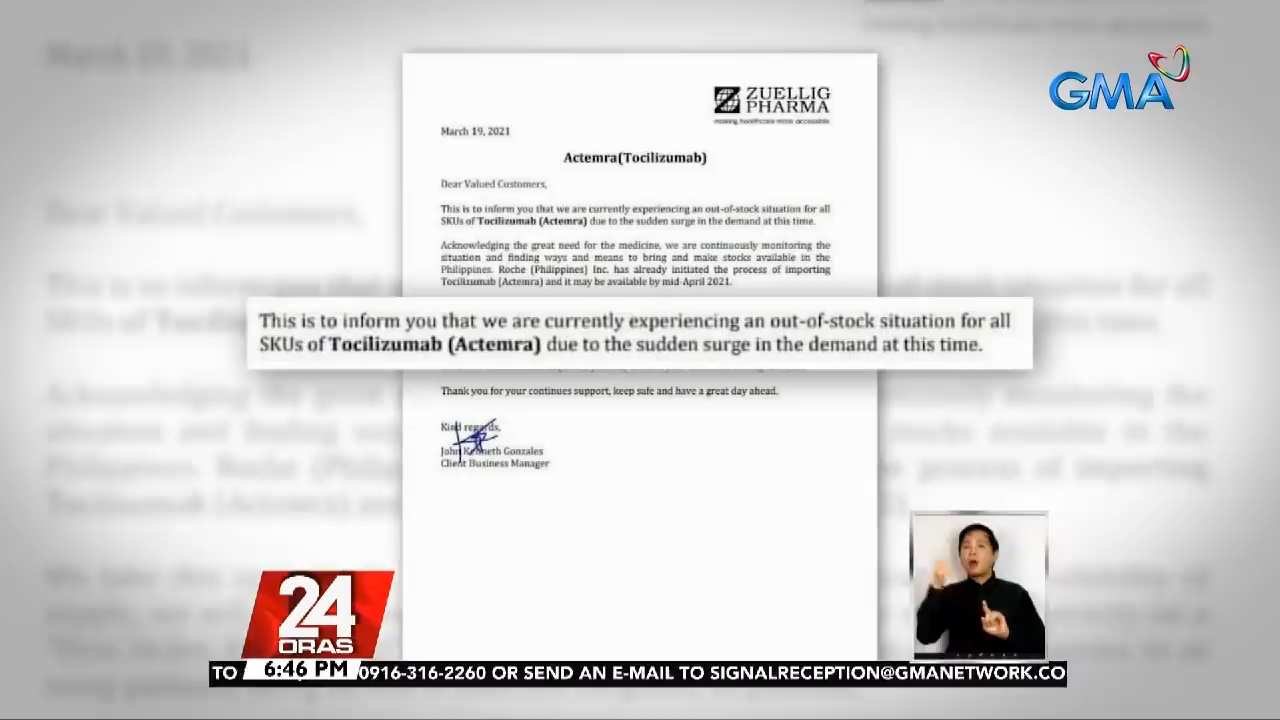 GMA
ZUELLIG
PHARMA
making healthcare more accessible
March 19, 2021
Actemra(Tocilizumab)
Dear Valued Customers,
This is to inform you that we are currently experiencing an out-of-stock situation for all
SKUs of Tocilizumab (Actemra) due to the sudden surge in the demand at this time.
Acknowledging the great need for the medicine, we are continuously monitoring the
situation and finding ways and means to bring and make stocks available in the
Philippines. Roche (Philippines) Inc. has already initiated the process of importing
Tocilizumab (Actemra) and it may be available by mid-April 2021.
This is to inform you that we are currently experiencing an out-of-stock situation for all
SKUs of Tocilizumab (Actemra) due to the sudden surge in the demand at this time.
Thank you for your continues support, keep safe and have a great day ahead.
Kind regards,
John Kenneth Gonzales
Client Business Manager
24
ORAS
TO 6:46 PM 0916-316-2260 OR SEND AN E-MAIL TO SIGNALRECEPTION@GMANETWORK.CO